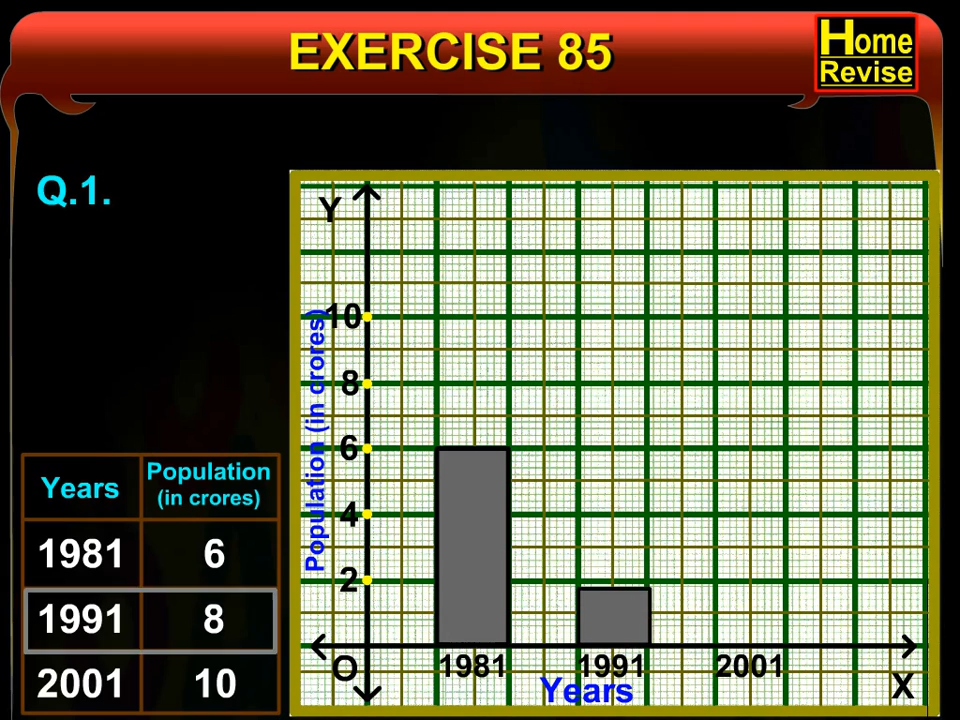 EXERCISE 85
Home
Revise
Q.1.
Years Population
(in crores)
1981 6
1991 8
2001 10
Y
Population (in crores)
10
8
6
4
2
O
1981 1991 2001
X
Years